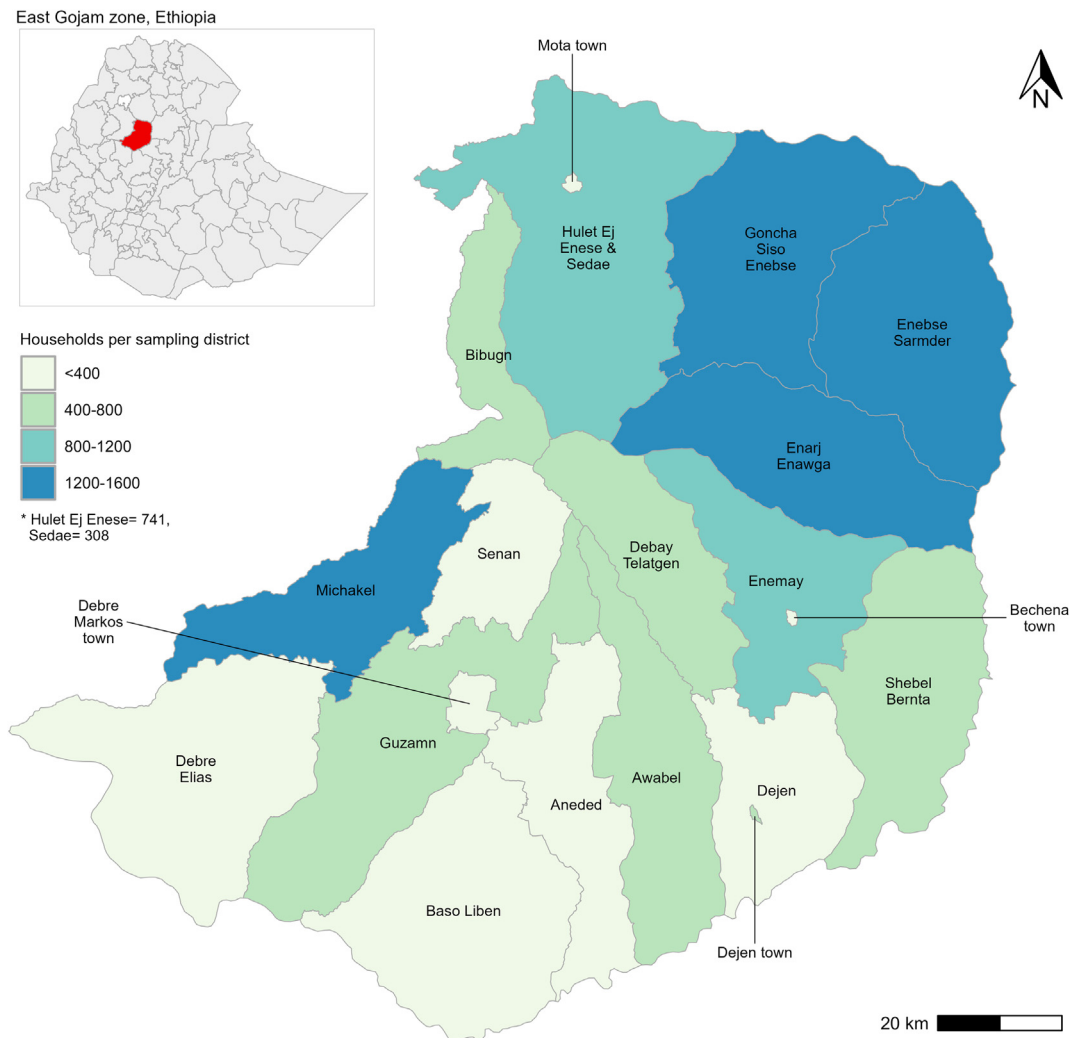 East Gojam zone, Ethiopia
Mota town
N
Hulet Ej
Enese &
Sedae
Goncha
Siso
Enebse
Enebse
Sarmder
Households per sampling district
<400
400-800
800-1200
1200-1600
* Hulet Ej Enese= 741,
Sedae= 308
Bibugn
Enarj
Enawga
Senan
Debay
Telatgen
Enemay
Michakel
Debre
Markos
town
Bechena
town
Shebel
Bernta
Guzamn
Debre
Elias
Awabel
Dejen
Aneded
Baso Liben
Dejen town
20 km